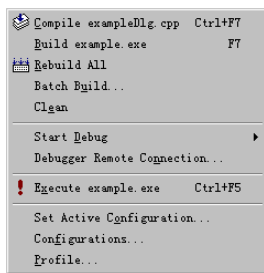 Compile exampleDlg.cpp Ctrl+F7
Build example.exe F7
Rebuild All
Batch Build...
Clean
Start Debug
Debugger Remote Connection...
Execute example.exe Ctrl+F5
Set Active Configuration...
Configurations...
Profile...